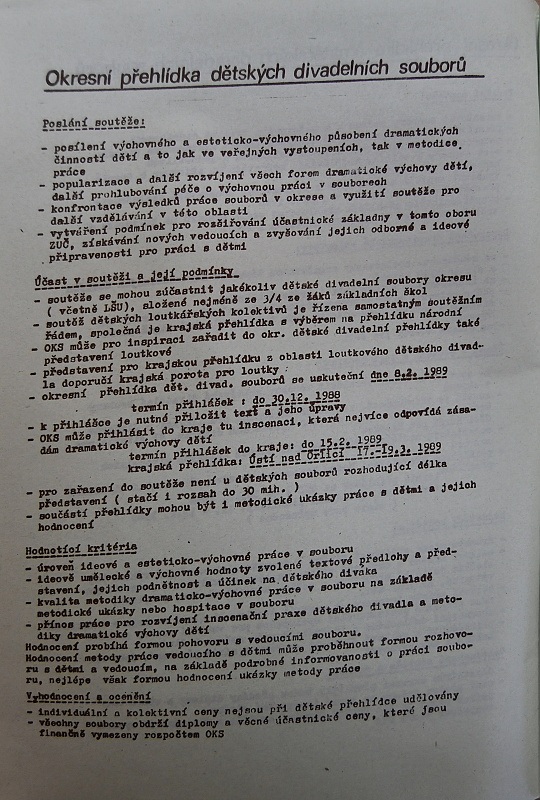 Okresní přehlídka dětských divadelních souborů
Poslání soutěže:
- posílení výchovného a esteticko-výchovného působení dramatických
činností dětí a to jak ve veřejných vystoupeních, tak v metodice
práce
- popularizace a další rozvíjení všech forem dramatické výchovy dětí,
další prohlubování péče o výchovnou práci v souborech
- konfrontace výsledků práce souborů v okrese a využití soutěže pro
další vzdělávání v této oblasti
- vytváření podmínek pro rozšiřování účastnické základny v tomto oboru
ZUČ, získávání nových vedoucích a zvyšování jejich odborné a ideové
připravenosti pro práci s dětmi
Účast v soutěži a její podmínky
- soutěže se mohou zúčastnit jakékoliv dětské divadelní soubory okresu
( včetně LŠU), složené nejméně ze 3/4 ze žáků základních škol
- soutěž dětských loutkářských kolektivů je řízena samostatným soutěžním
řádem, společná je krajská přehlídka s výběrem na přehlídku národní
- OKS může pro inspiraci zařadit do okr. dětské divadelní přehlídky také
představení loutkové
- představení pro krajskou přehlídku z oblasti loutkového dětského divad-
la doporučí krajská porota pro loutky
- okresní přehlídka dět. divad. souborů se uskuteční dne 8.2. 1989
termín přihlášek : do 30.12. 1988
- k přihlášce je nutné přiložit text a jeho úpravy
- OKS může přihlásit do kraje tu inscenaci, která nejvíce odpovídá zása-
dám dramatické výchovy dětí
termín přihlášek do kraje: do 15.2. 1989
krajská přehlídka: Ústí nad Orlicí 17.-19.3. 1989
- pro zařazení do soutěže není u dětských souborů rozhodující délka
představení ( stačí i rozsah do 30 min. )
- součástí přehlídky mohou být i metodické ukázky práce s dětmi a jejich
hodnocení
Hodnotící kritéria
- úroveň ideové a esteticko-výchovné práce v souboru
- ideově umělecké a výchovné hodnoty zvolené textové předlohy a před-
stavení, jejich podnětnost a účinek na dětského diváka
- kvalita metodiky dramaticko-výchovné práce v souboru na základě
metodické ukázky nebo hospitace v souboru
- přínos práce pro rozvíjení inscenační praxe dětského divadla a meto-
diky dramatické výchovy dětí
Hodnocení probíhá formou pohovoru s vedoucími souboru.
Hodnocení metody práce vedoucího s dětmi může proběhnout formou rozhovo-
ru s dětmi a vedoucím, na základě podrobné informovanosti o práci soubo-
ru, nejlépe však formou hodnocení ukázky metody práce
Vyhodnocení a ocenění
- individuální a kolektivní ceny nejsou při dětské přehlídce udělovány
- všechny soubory obdrží diplomy a věcné účastnické ceny, které jsou
finančně vymezeny rozpočtem OKS